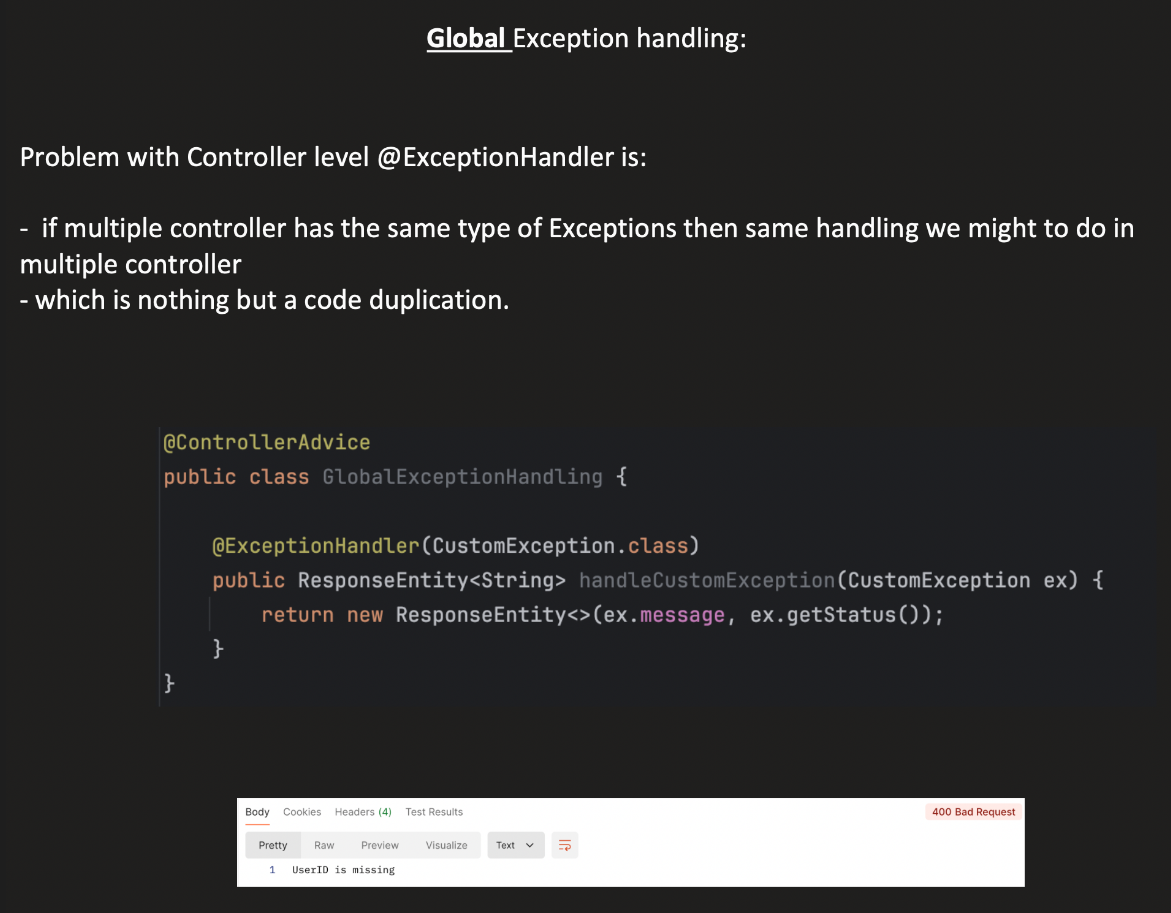 Global Exception handling:
Problem with Controller level @ExceptionHandler is:
- if multiple controller has the same type of Exceptions then same handling we might to do in
multiple controller
- which is nothing but a code duplication.
@ControllerAdvice
public class GlobalExceptionHandling {
@ExceptionHandler(CustomException.class)
public ResponseEntity<String> handleCustomException(CustomException ex) {
return new ResponseEntity<>(ex.message, ex.getStatus());
}
}
Body Cookies Headers (4) Test Results 400 Bad Request
Pretty Raw Preview Visualize Text
1 UserID is missing